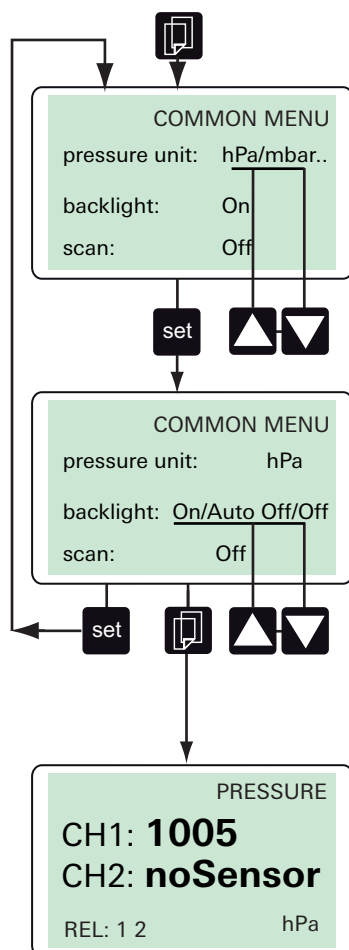 COMMON MENU
pressure unit: hPa/mbar..
backlight: On
scan: Off
set
COMMON MENU
pressure unit: hPa
backlight: On/Auto Off/Off
scan: Off
set
PRESSURE
CH1: 1005
CH2: noSensor
REL: 1 2 hPa